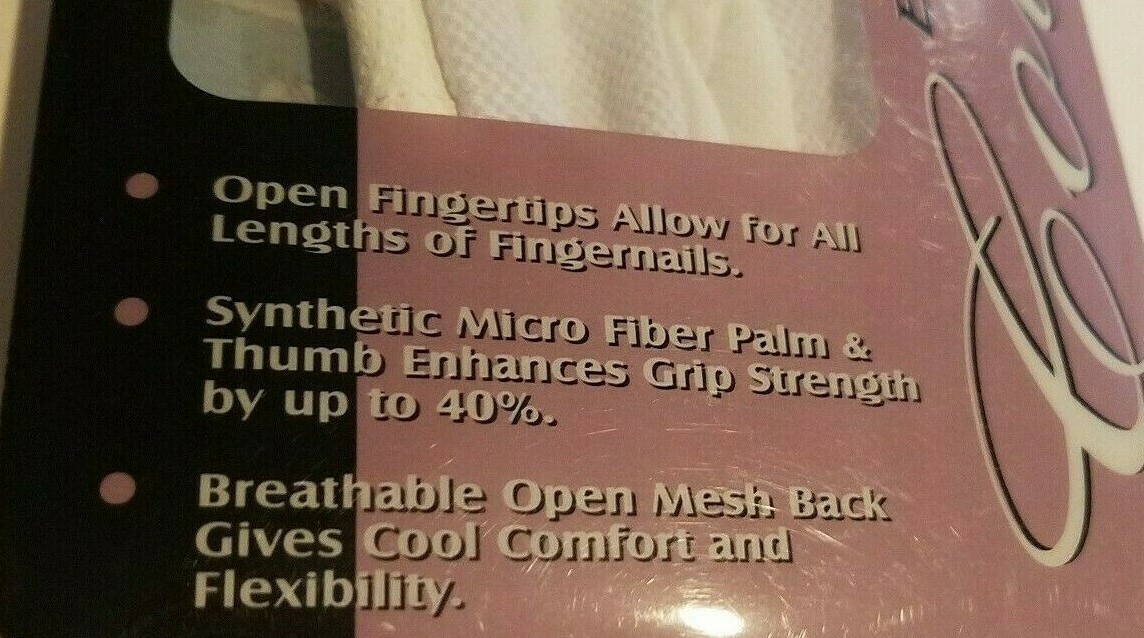 Open Fingertips Allow for All
Lengths of Fingernails.
Synthetic Micro Fiber Palm &
Thumb Enhances Grip Strength
by up to 40%.
Breathable Open Mesh Back
Gives Cool Comfort and
Flexibility.